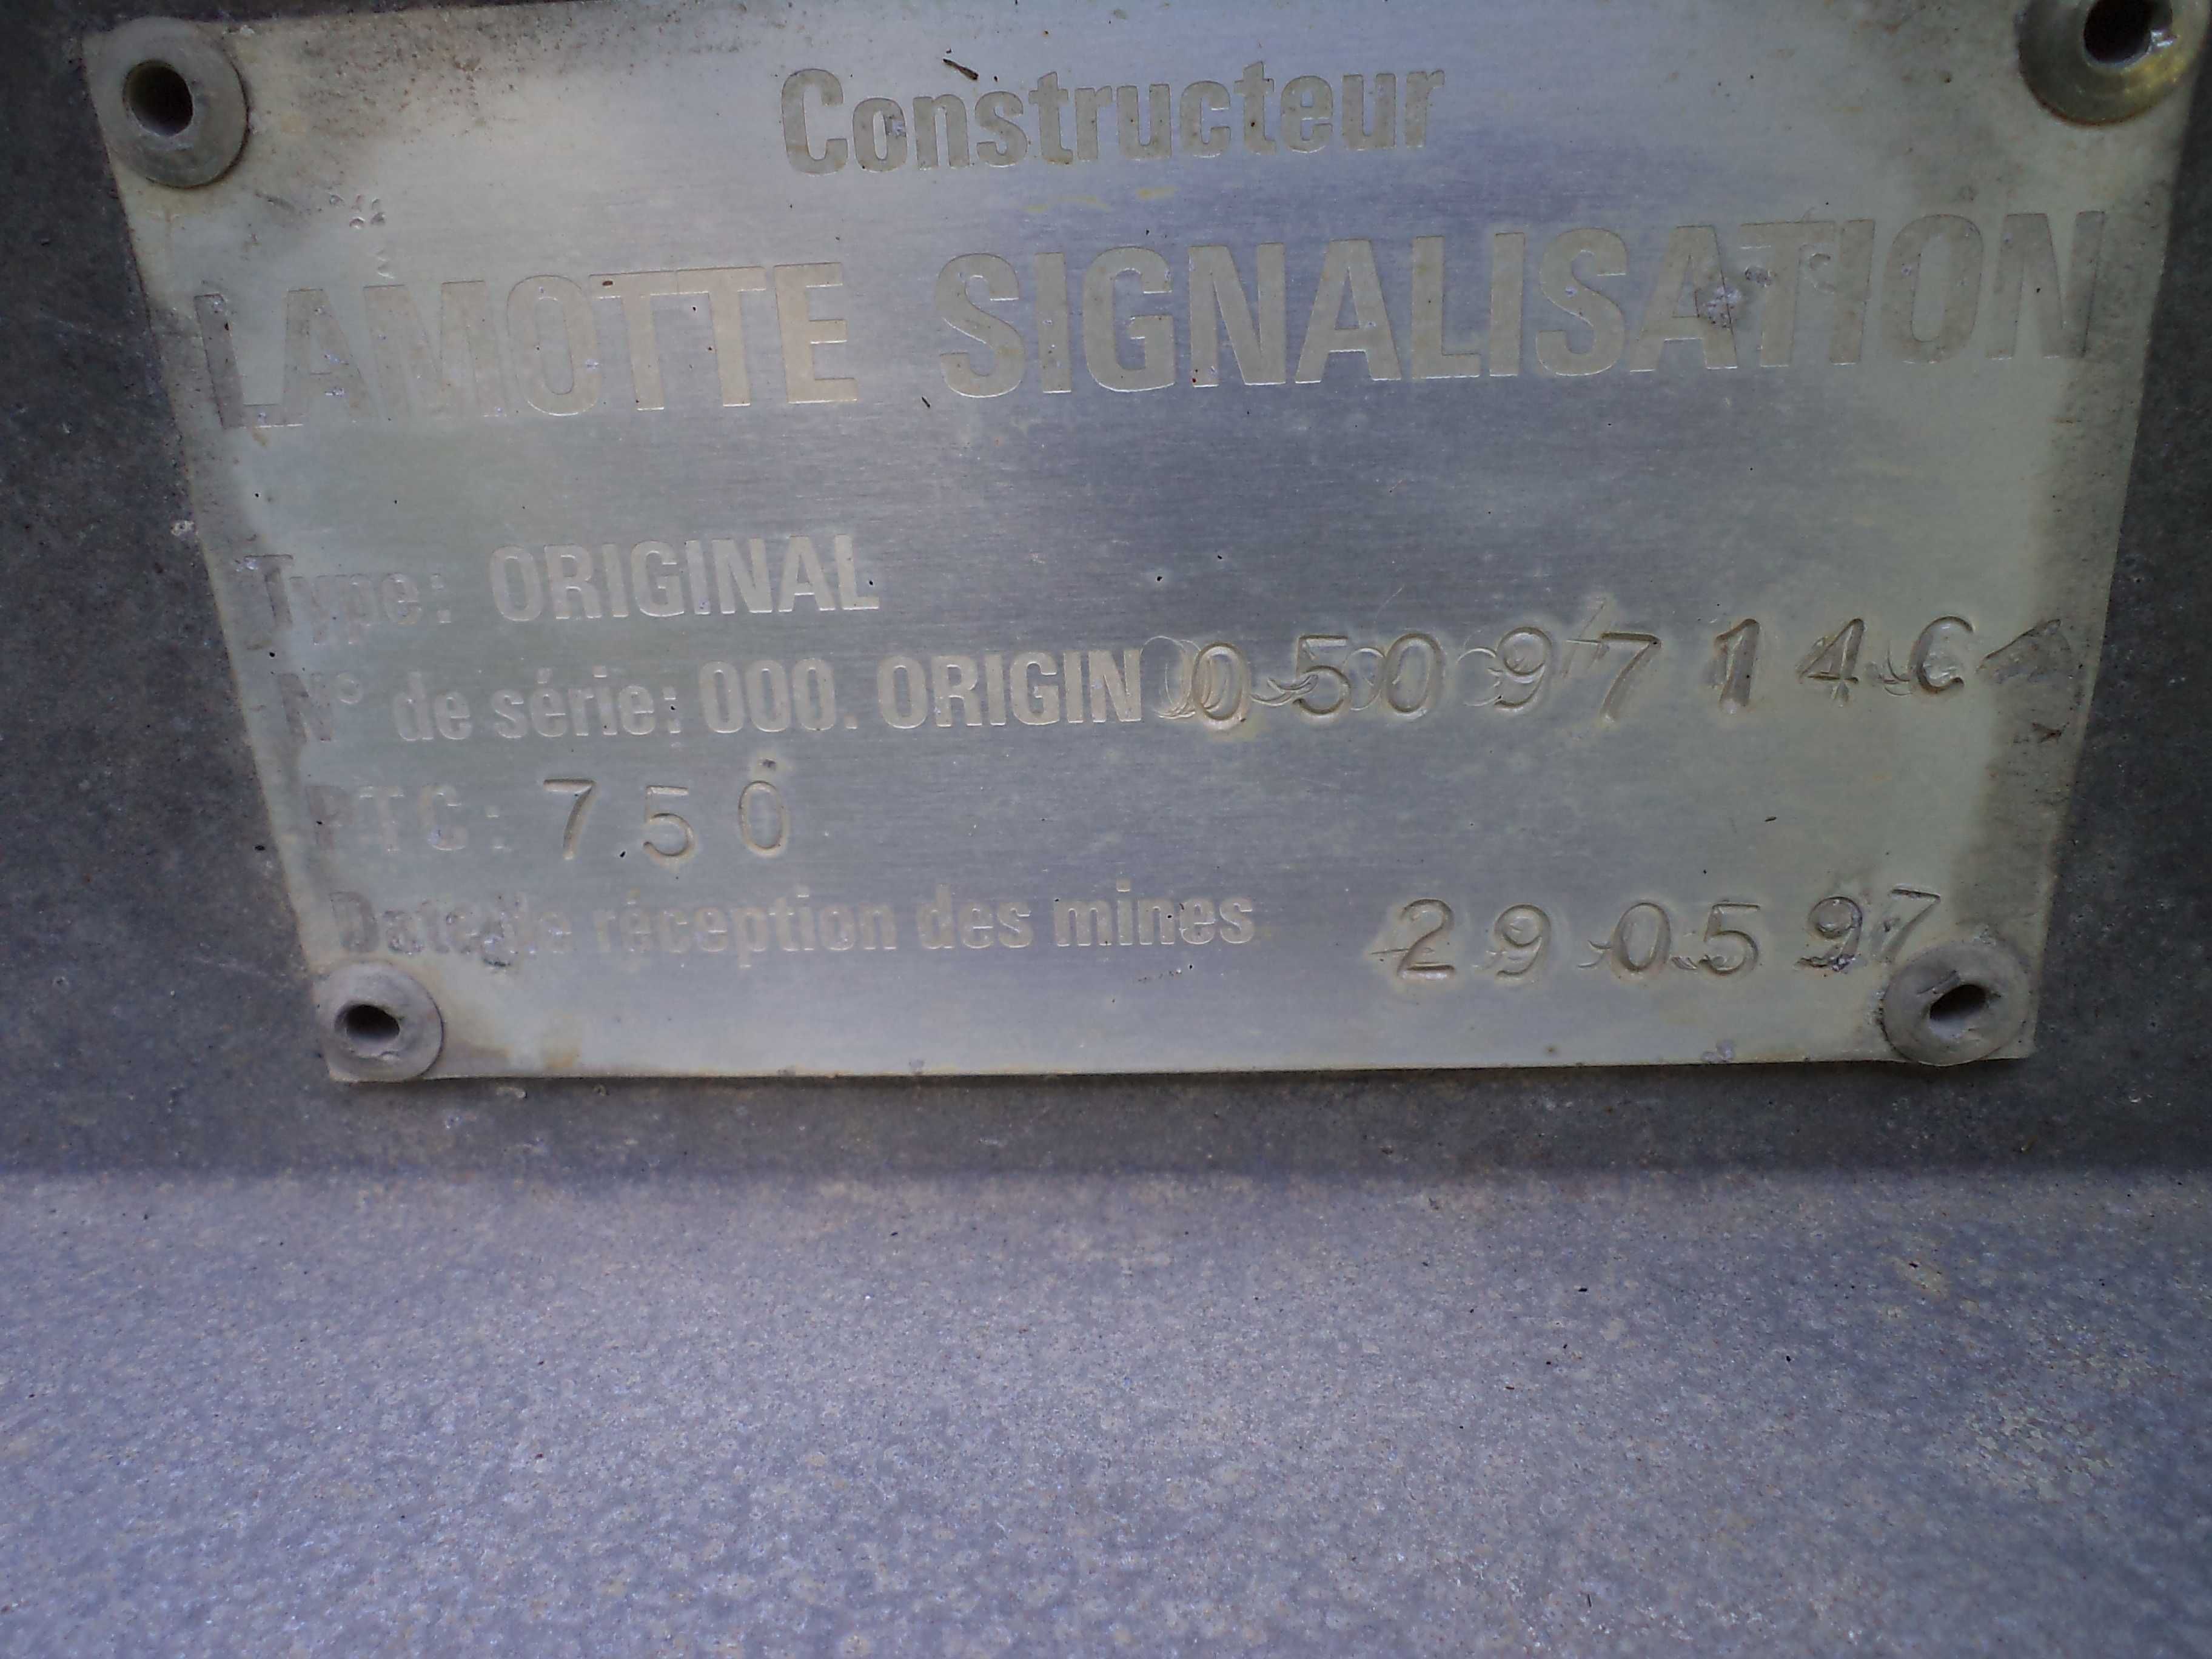 Constructeur
LAMOTTE SIGNALISATION
Type: ORIGINAL
N° de série: 000. ORIGIN 0509714C
PTC: 750
Date de réception des mines 290597